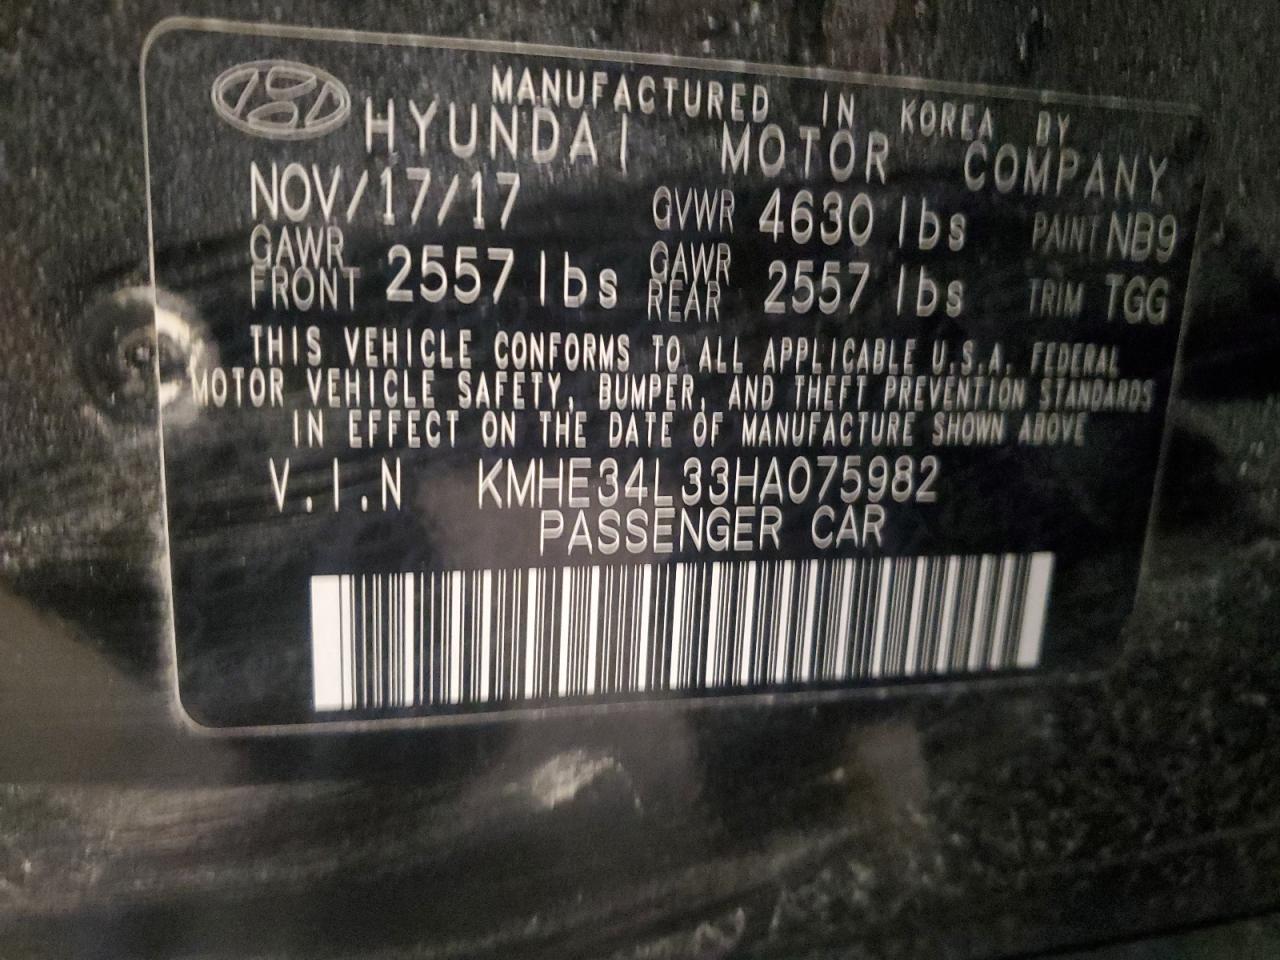 MANUFACTURED IN KOREA BY
HYUNDAI MOTOR COMPANY
NOV/17/17 GVWR 4630 lbs PAINT NB9
GAWR FRONT 2557 lbs GAWR REAR 2557 lbs TRIM TGG
THIS VEHICLE CONFORMS TO ALL APPLICABLE U.S.A. FEDERAL
MOTOR VEHICLE SAFETY, BUMPER, AND THEFT PREVENTION STANDARDS
IN EFFECT ON THE DATE OF MANUFACTURE SHOWN ABOVE
V.I.N KMHE34L33HA075982
PASSENGER CAR